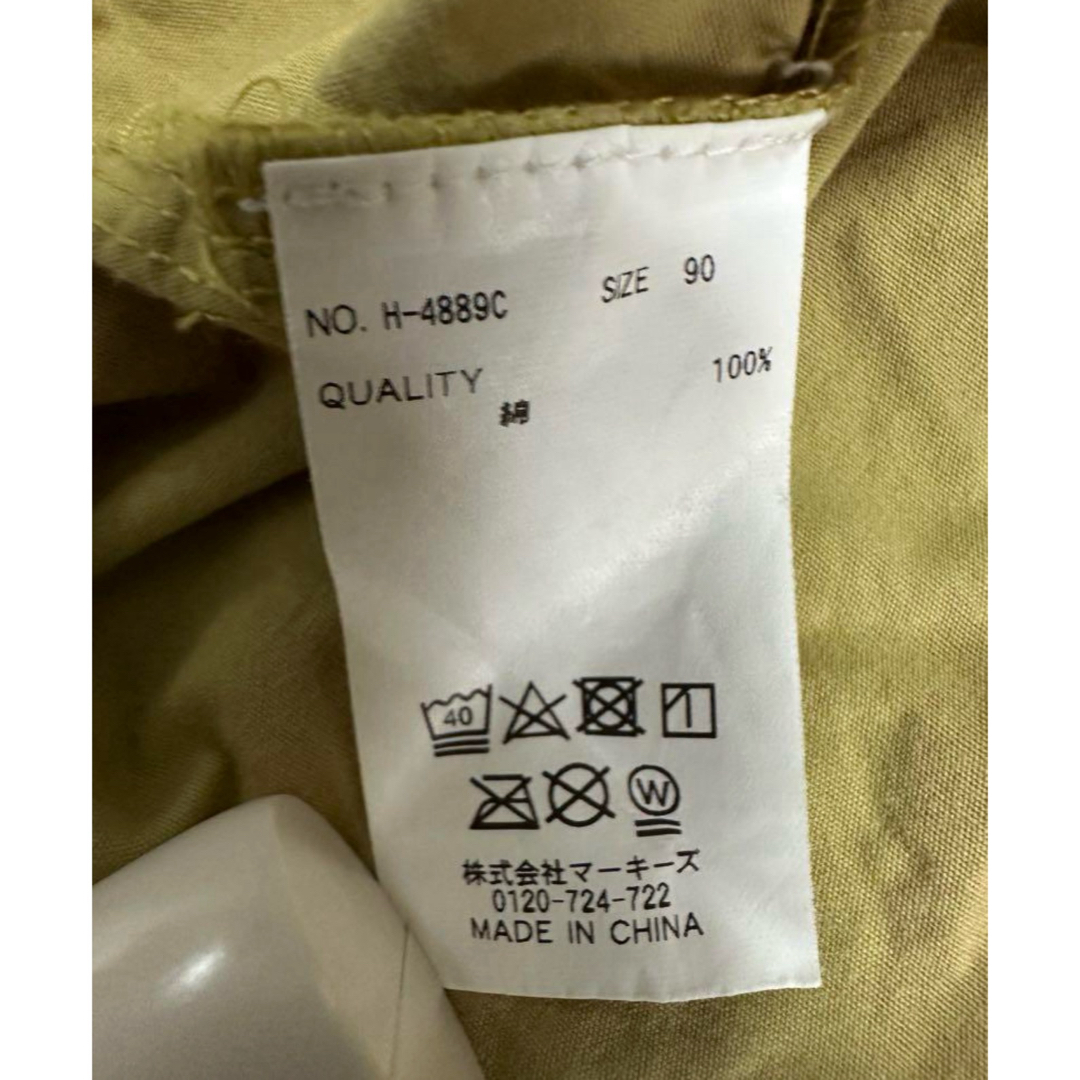 NO. H-4889C SIZE 90
QUALITY 100%
綿
40
W
株式会社マーキーズ
0120-724-722
MADE IN CHINA